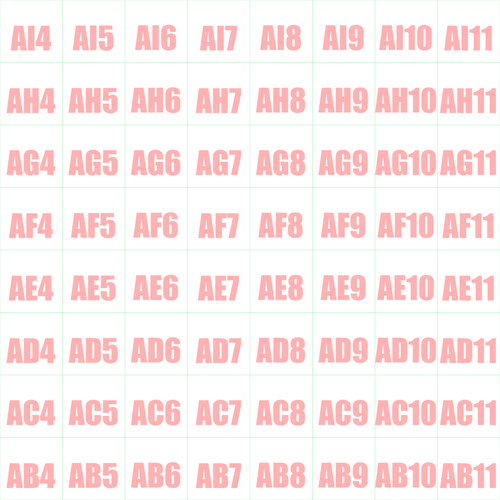 AI4 AI5 AI6 AI7 AI8 AI9 AI10 AI11
AH4 AH5 AH6 AH7 AH8 AH9 AH10 AH11
AG4 AG5 AG6 AG7 AG8 AG9 AG10 AG11
AF4 AF5 AF6 AF7 AF8 AF9 AF10 AF11
AE4 AE5 AE6 AE7 AE8 AE9 AE10 AE11
AD4 AD5 AD6 AD7 AD8 AD9 AD10 AD11
AC4 AC5 AC6 AC7 AC8 AC9 AC10 AC11
AB4 AB5 AB6 AB7 AB8 AB9 AB10 AB11